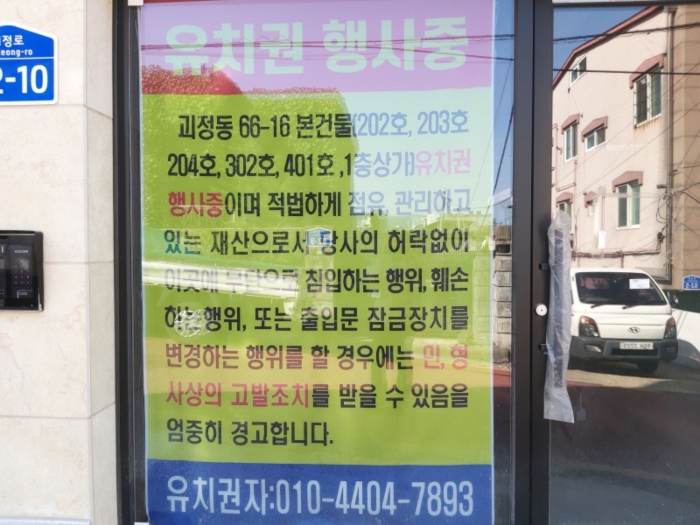 정로
eong-ro
2-10
유치권 행사중
괴정동 66-16 본건물(202호, 203호
204호, 302호, 401호 ,1층상가)유치권
행사중이며 적법하게 점유, 관리하고
있는 재산으로서 당사의 허락없이
이곳에 무단으로 침입하는 행위, 훼손
하는행위, 또는 출입문 잠금장치를
변경하는 행위를 할 경우에는 민, 형
사상의 고발조치를 받을 수 있음을
엄중히 경고합니다.
유치권자:010-4404-7893